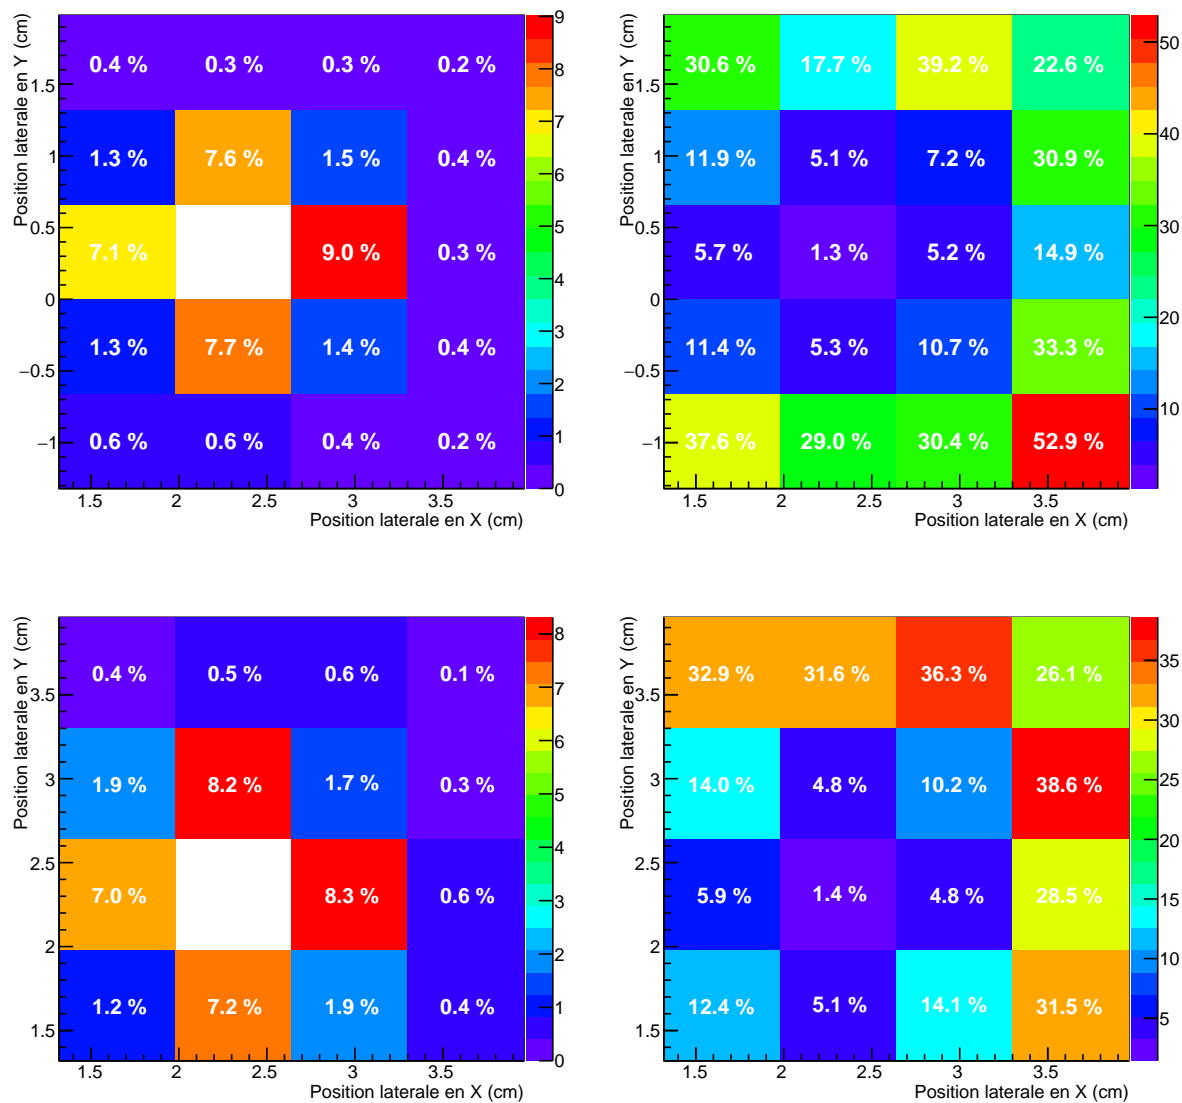 Position laterale en Y (cm)
1.5
1
0.5
0
−0.5
−1
0.4 % 0.3 % 0.3 % 0.2 %
1.3 % 7.6 % 1.5 % 0.4 %
7.1 % 9.0 % 0.3 %
1.3 % 7.7 % 1.4 % 0.4 %
0.6 % 0.6 % 0.4 % 0.2 %
1.5 2 2.5 3 3.5
Position laterale en X (cm)
9
8
7
6
5
4
3
2
1
0
Position laterale en Y (cm)
1.5
1
0.5
0
−0.5
−1
30.6 % 17.7 % 39.2 % 22.6 %
11.9 % 5.1 % 7.2 % 30.9 %
5.7 % 1.3 % 5.2 % 14.9 %
11.4 % 5.3 % 10.7 % 33.3 %
37.6 % 29.0 % 30.4 % 52.9 %
1.5 2 2.5 3 3.5
Position laterale en X (cm)
50
40
30
20
10
Position laterale en Y (cm)
3.5
3
2.5
2
1.5
0.4 % 0.5 % 0.6 % 0.1 %
1.9 % 8.2 % 1.7 % 0.3 %
7.0 % 8.3 % 0.6 %
1.2 % 7.2 % 1.9 % 0.4 %
1.5 2 2.5 3 3.5
Position laterale en X (cm)
8
7
6
5
4
3
2
1
0
Position laterale en Y (cm)
3.5
3
2.5
2
1.5
32.9 % 31.6 % 36.3 % 26.1 %
14.0 % 4.8 % 10.2 % 38.6 %
5.9 % 1.4 % 4.8 % 28.5 %
12.4 % 5.1 % 14.1 % 31.5 %
1.5 2 2.5 3 3.5
Position laterale en X (cm)
35
30
25
20
15
10
5